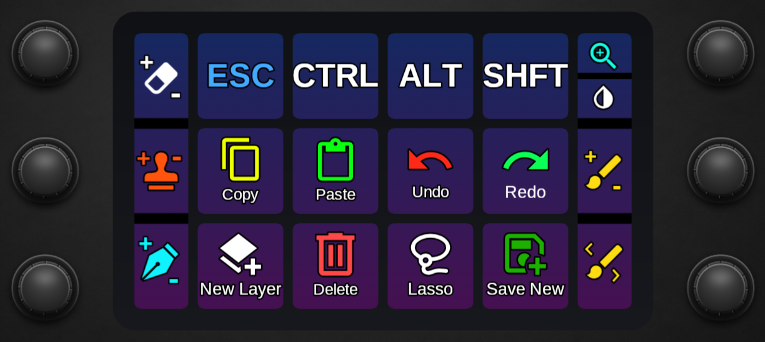 ESC
CTRL
ALT
SHFT
Copy
Paste
Undo
Redo
New Layer
Delete
Lasso
Save New